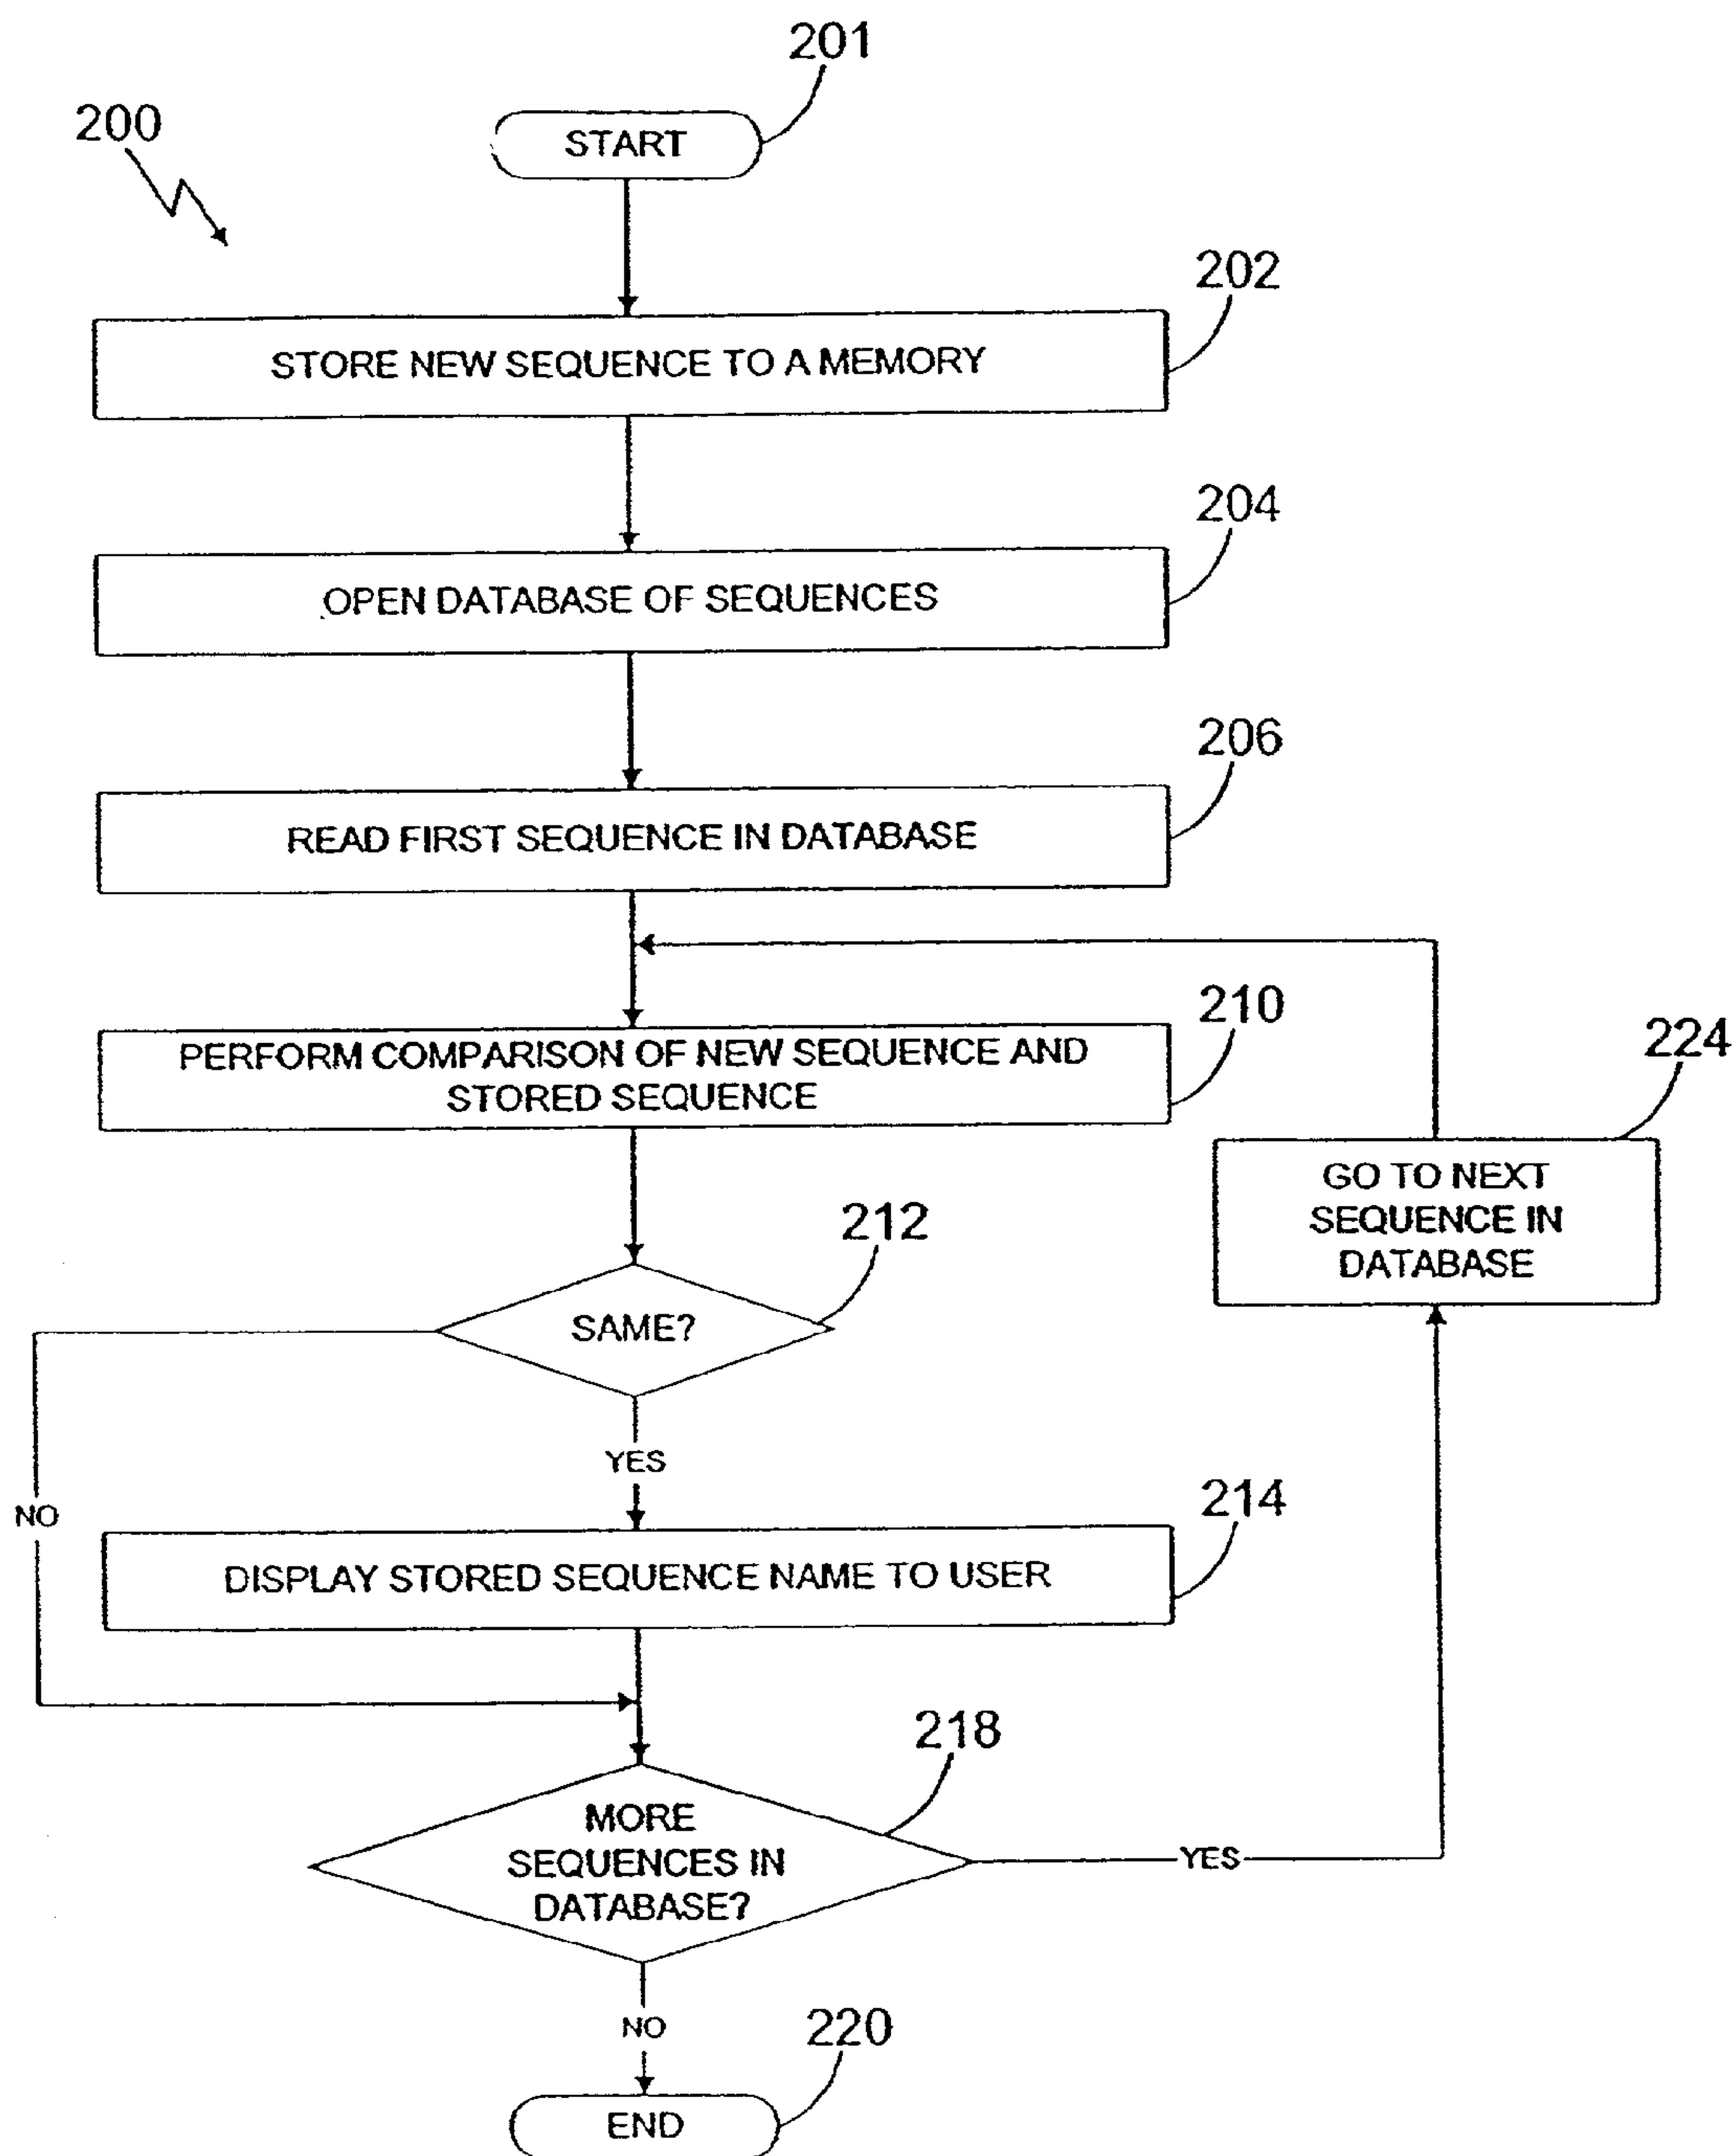 201
200
START
202
STORE NEW SEQUENCE TO A MEMORY
204
OPEN DATABASE OF SEQUENCES
206
READ FIRST SEQUENCE IN DATABASE
210
PERFORM COMPARISON OF NEW SEQUENCE AND
STORED SEQUENCE
224
GO TO NEXT
SEQUENCE IN
DATABASE
212
SAME?
YES
NO
214
DISPLAY STORED SEQUENCE NAME TO USER
218
MORE
SEQUENCES IN
DATABASE?
YES
NO
220
END